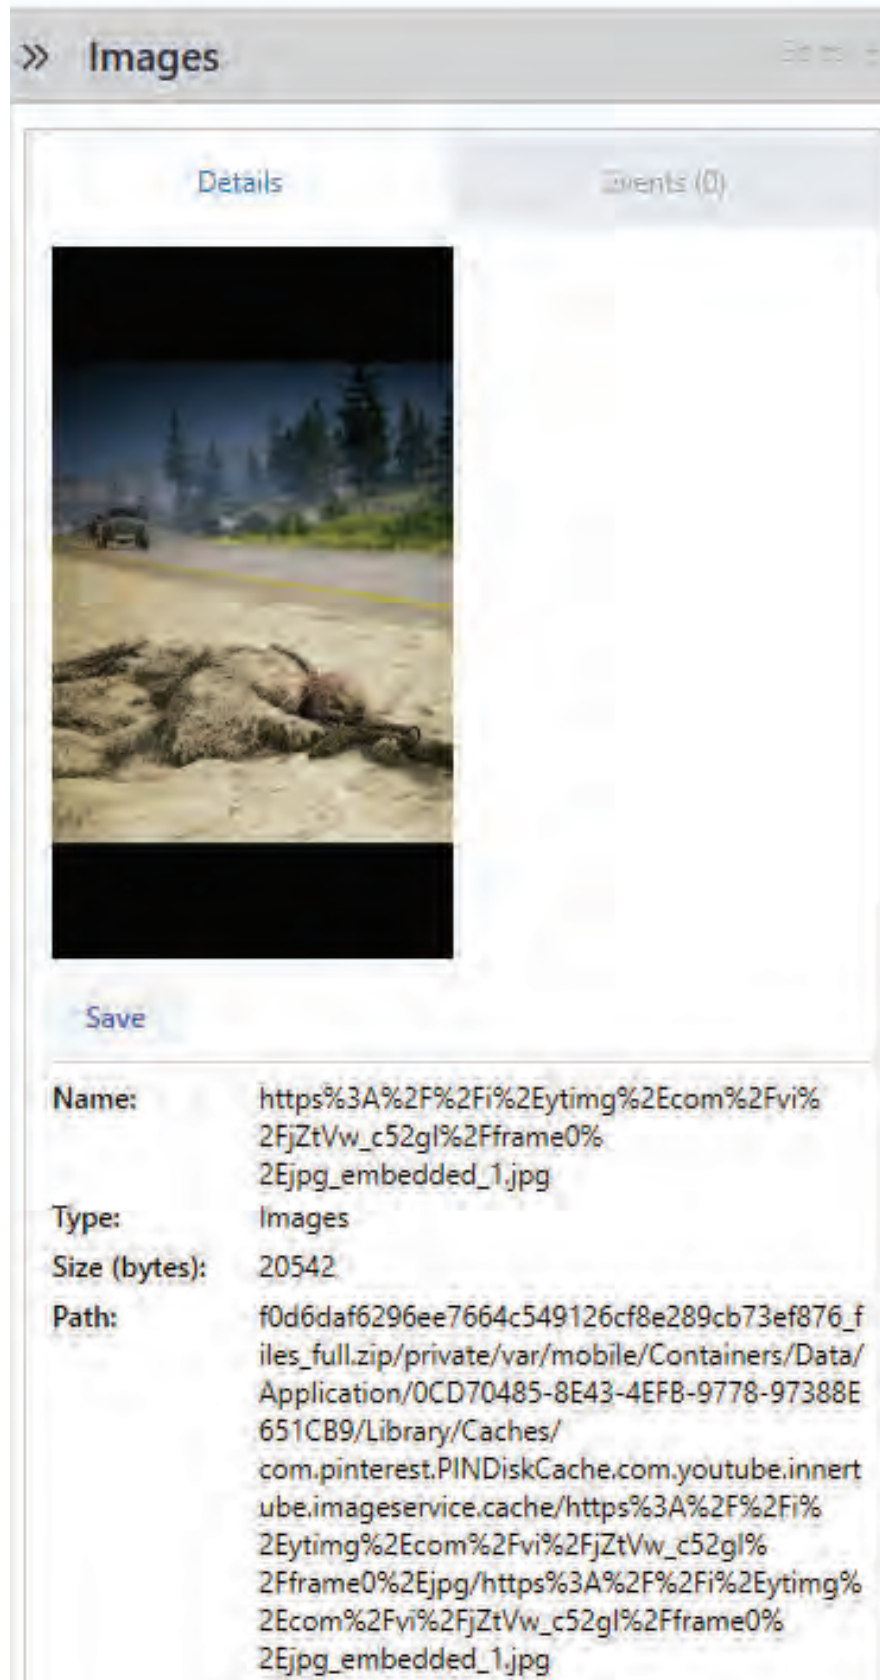 Images
Details
Events (0)
Save
Name: https%3A%2F%2Fi%2Eytimg%2Ecom%2Fvi%
2FjZtVw_c52gI%2Fframe0%
2Ejpg_embedded_1.jpg
Type: Images
Size (bytes): 20542
Path: f0d6daf6296ee7664c549126cf8e289cb73ef876_f
iles_full.zip/private/var/mobile/Containers/Data/
Application/0CD70485-8E43-4EFB-9778-97388E
651CB9/Library/Caches/
com.pinterest.PINDiskCache.com.youtube.innert
ube.imageservice.cache/https%3A%2F%2Fi%
2Eytimg%2Ecom%2Fvi%2FjZtVw_c52gI%
2Fframe0%2Ejpg/https%3A%2F%2Fi%2Eytimg%
2Ecom%2Fvi%2FjZtVw_c52gI%2Fframe0%
2Ejpg_embedded_1.jpg